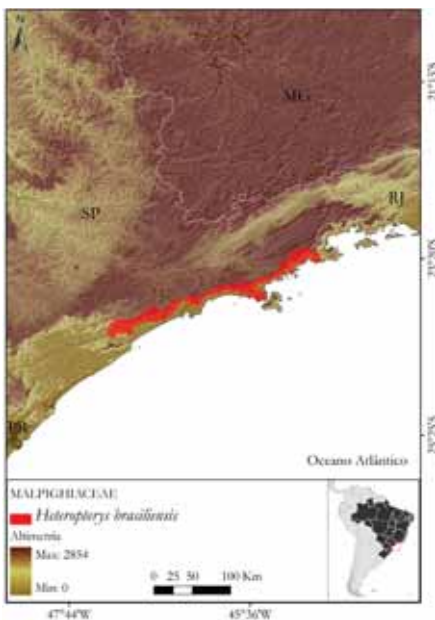 MG
SP
RJ
Oceano Atlântico
MALPIGHIACEAE
Heteropterys brasiliensis
Altimetria
Max: 2854
Min: 0
0 25 50 100 Km
47°44'W 45°36'W